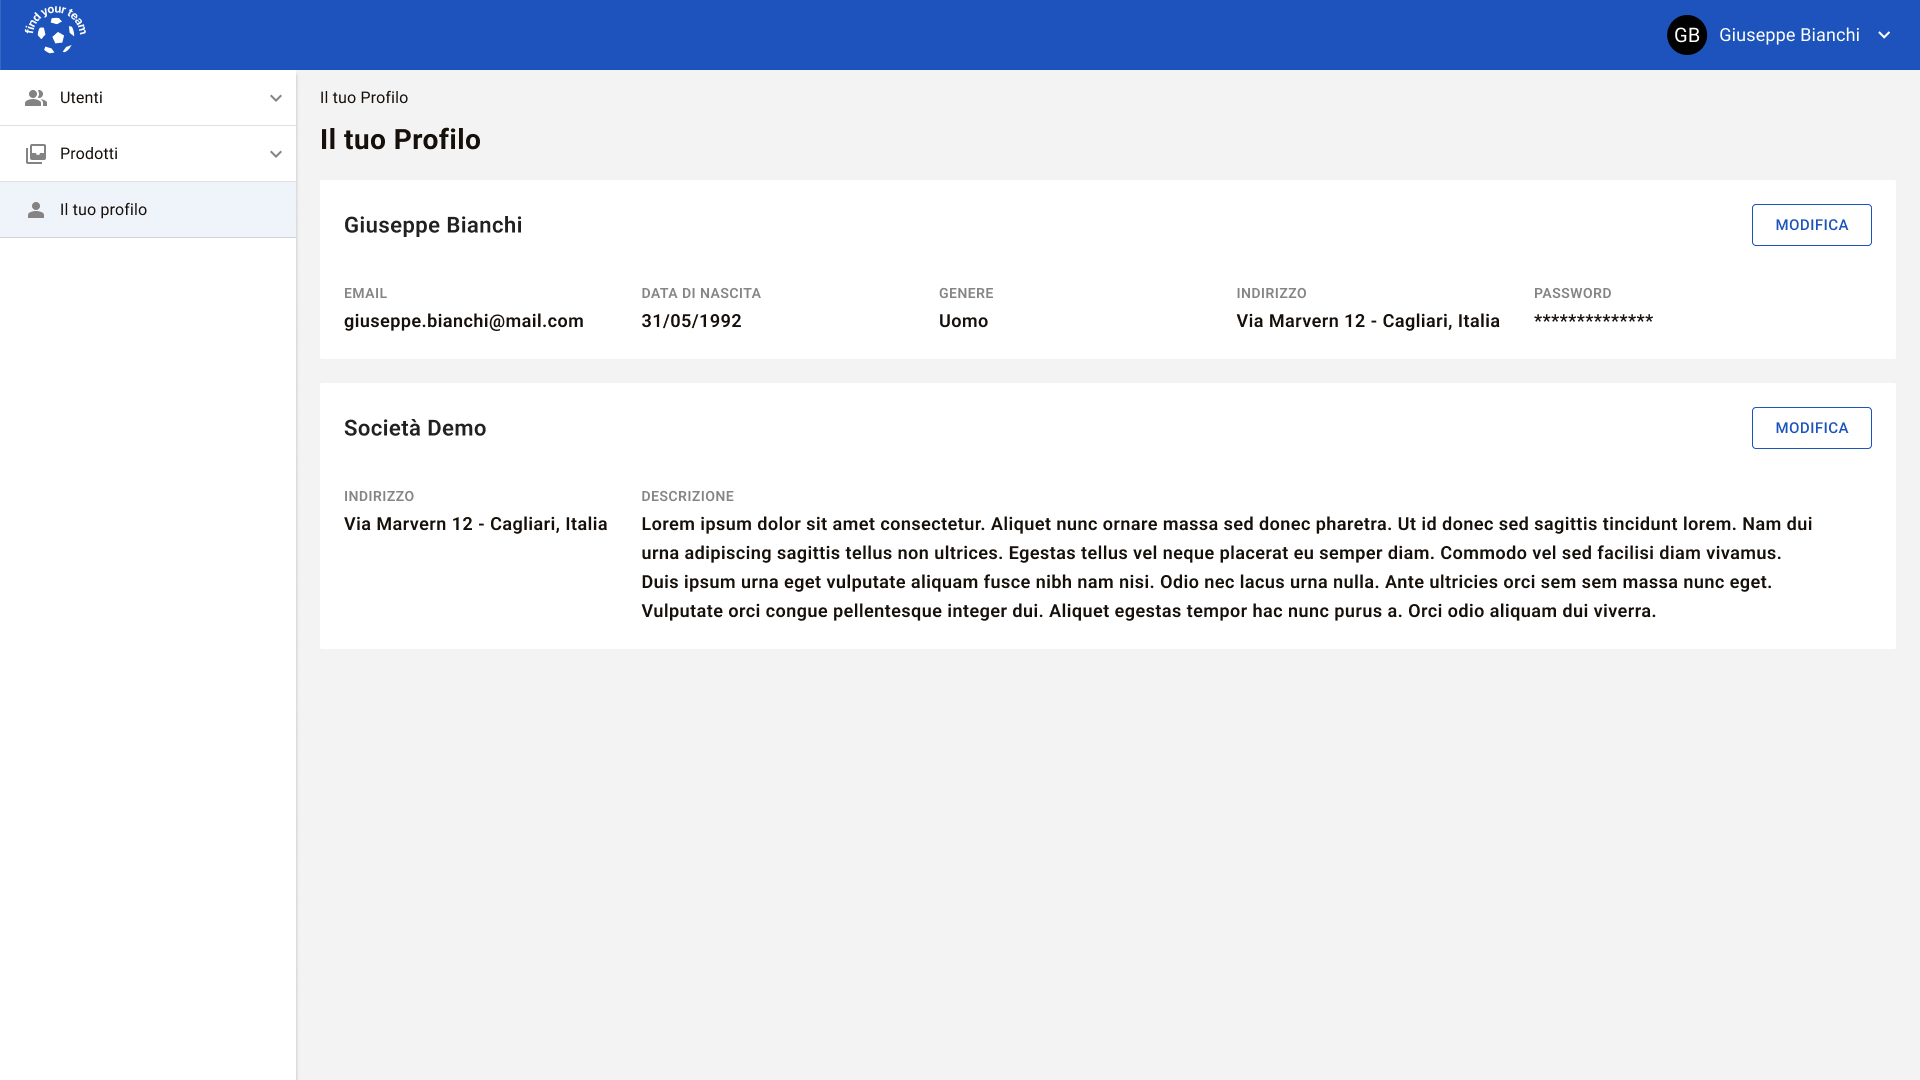 find your team
GB
Giuseppe Bianchi
Utenti
Prodotti
Il tuo profilo
Il tuo Profilo
Il tuo Profilo
Giuseppe Bianchi
MODIFICA
EMAIL
giuseppe.bianchi@mail.com
DATA DI NASCITA
31/05/1992
GENERE
Uomo
INDIRIZZO
Via Marvern 12 - Cagliari, Italia
PASSWORD
**************
Società Demo
MODIFICA
INDIRIZZO
Via Marvern 12 - Cagliari, Italia
DESCRIZIONE
Lorem ipsum dolor sit amet consectetur. Aliquet nunc ornare massa sed donec pharetra. Ut id donec sed sagittis tincidunt lorem. Nam dui
urna adipiscing sagittis tellus non ultrices. Egestas tellus vel neque placerat eu semper diam. Commodo vel sed facilisi diam vivamus.
Duis ipsum urna eget vulputate aliquam fusce nibh nam nisi. Odio nec lacus urna nulla. Ante ultricies orci sem sem massa nunc eget.
Vulputate orci congue pellentesque integer dui. Aliquet egestas tempor hac nunc purus a. Orci odio aliquam dui viverra.